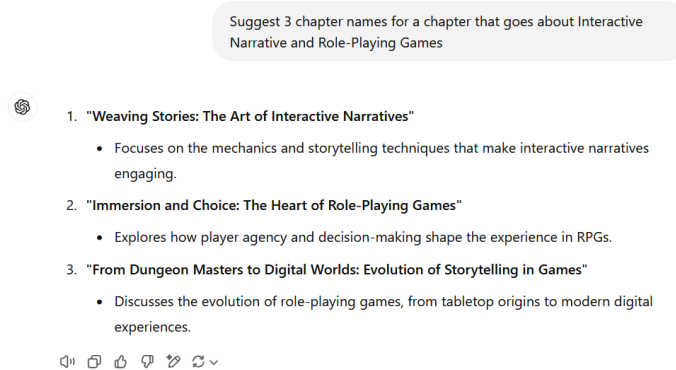 Suggest 3 chapter names for a chapter that goes about Interactive
Narrative and Role-Playing Games
1. "Weaving Stories: The Art of Interactive Narratives"
• Focuses on the mechanics and storytelling techniques that make interactive narratives
engaging.
2. "Immersion and Choice: The Heart of Role-Playing Games"
• Explores how player agency and decision-making shape the experience in RPGs.
3. "From Dungeon Masters to Digital Worlds: Evolution of Storytelling in Games"
• Discusses the evolution of role-playing games, from tabletop origins to modern digital
experiences.